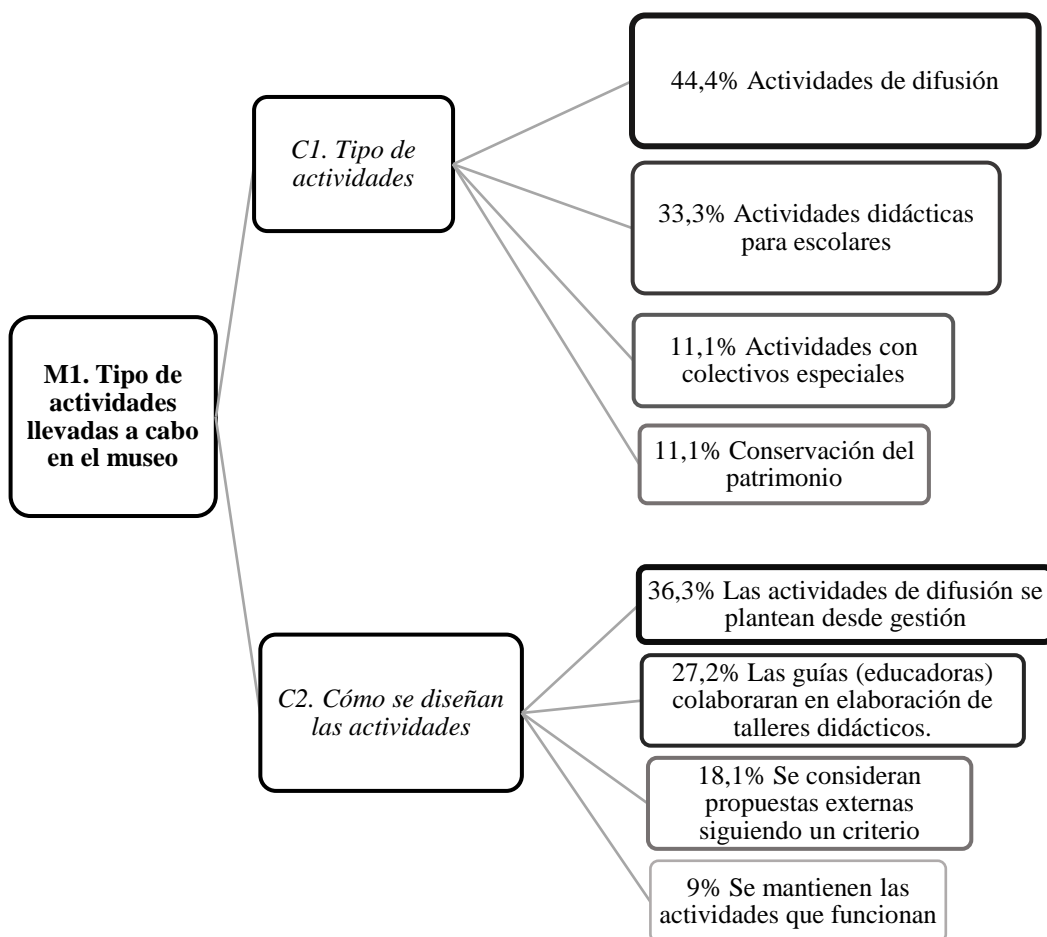 M1. Tipo de
actividades
llevadas a cabo
en el museo
C1. Tipo de
actividades
44,4% Actividades de difusión
33,3% Actividades didácticas
para escolares
11,1% Actividades con
colectivos especiales
11,1% Conservación del
patrimonio
C2. Cómo se diseñan
las actividades
36,3% Las actividades de difusión se
plantean desde gestión
27,2% Las guías (educadoras)
colaboraran en elaboración de
talleres didácticos.
18,1% Se consideran
propuestas externas
siguiendo un criterio
9% Se mantienen las
actividades que funcionan